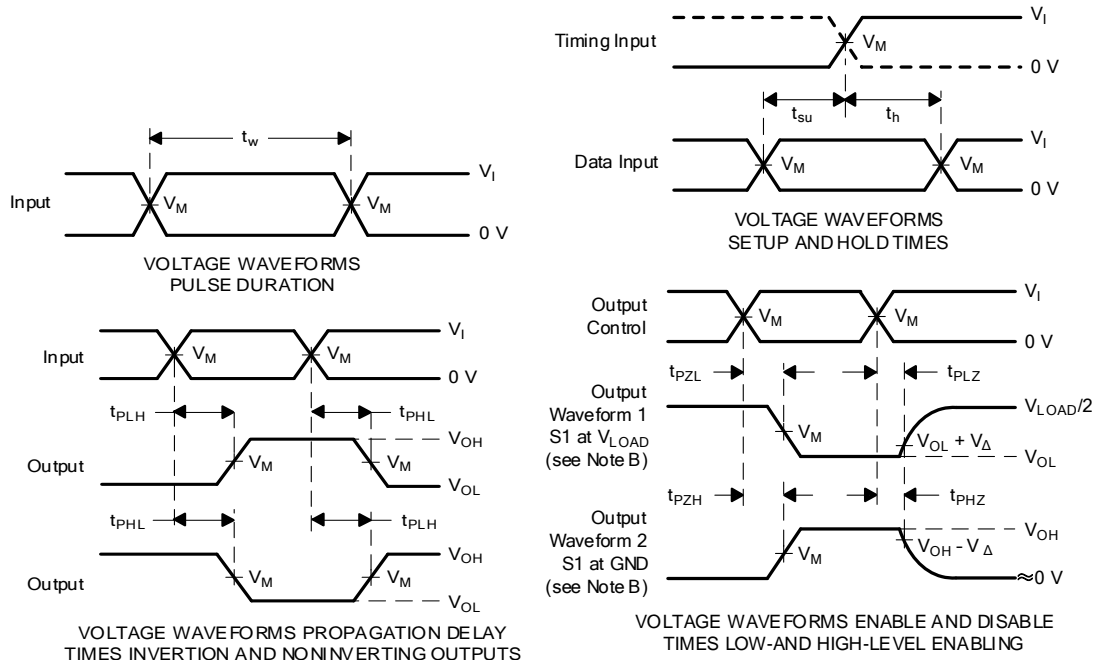 t_w
Input
V_I
V_M
V_M
0 V
VOLTAGE WAVEFORMS
PULSE DURATION
Timing Input
V_I
V_M
0 V
t_su
t_h
Data Input
V_I
V_M
V_M
0 V
VOLTAGE WAVEFORMS
SETUP AND HOLD TIMES
Input
V_I
V_M
V_M
0 V
t_PLH
t_PHL
Output
V_OH
V_M
V_M
V_OL
t_PHL
t_PLH
Output
V_OH
V_M
V_M
V_OL
VOLTAGE WAVEFORMS PROPAGATION DELAY
TIMES INVERTION AND NONINVERTING OUTPUTS
Output
Control
V_I
V_M
V_M
0 V
t_PZL
t_PLZ
Output
Waveform 1
S1 at V_LOAD
(see Note B)
V_LOAD/2
V_M
V_OL + V_Δ
V_OL
t_PZH
t_PHZ
Output
Waveform 2
S1 at GND
(see Note B)
V_OH
V_M
V_OH - V_Δ
≈0 V
VOLTAGE WAVEFORMS ENABLE AND DISABLE
TIMES LOW-AND HIGH-LEVEL ENABLING